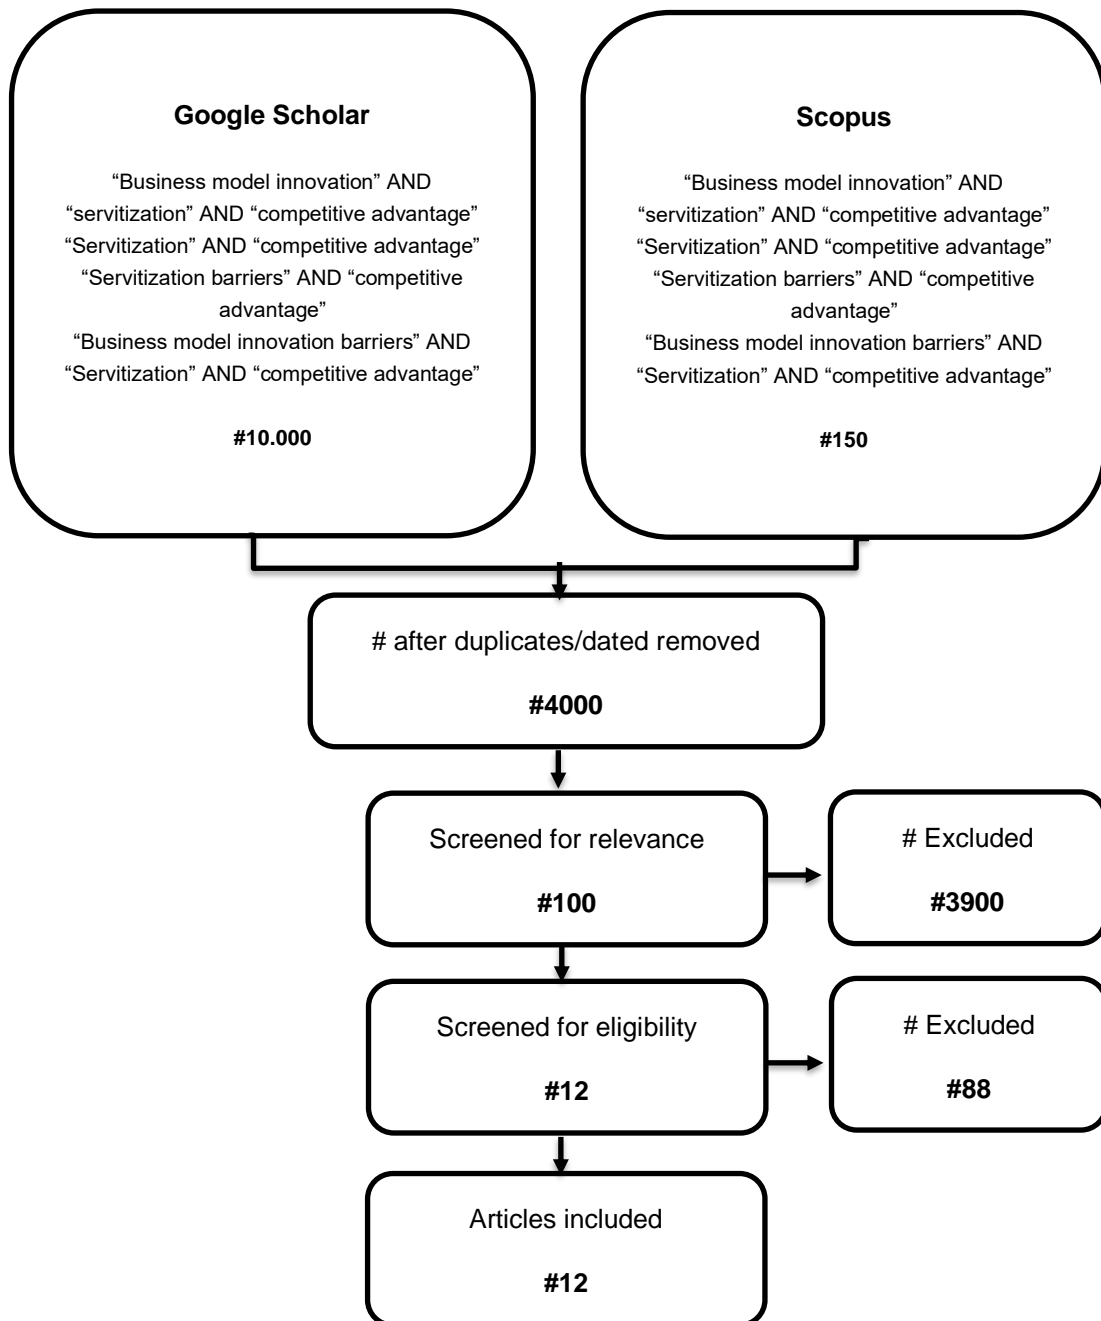 Google Scholar
“Business model innovation” AND
“servitization” AND “competitive advantage”
“Servitization” AND “competitive advantage”
“Servitization barriers” AND “competitive
advantage”
“Business model innovation barriers” AND
“Servitization” AND “competitive advantage”
#10.000
Scopus
“Business model innovation” AND
“servitization” AND “competitive advantage”
“Servitization” AND “competitive advantage”
“Servitization barriers” AND “competitive
advantage”
“Business model innovation barriers” AND
“Servitization” AND “competitive advantage”
#150
# after duplicates/dated removed
#4000
Screened for relevance
#100
# Excluded
#3900
Screened for eligibility
#12
# Excluded
#88
Articles included
#12